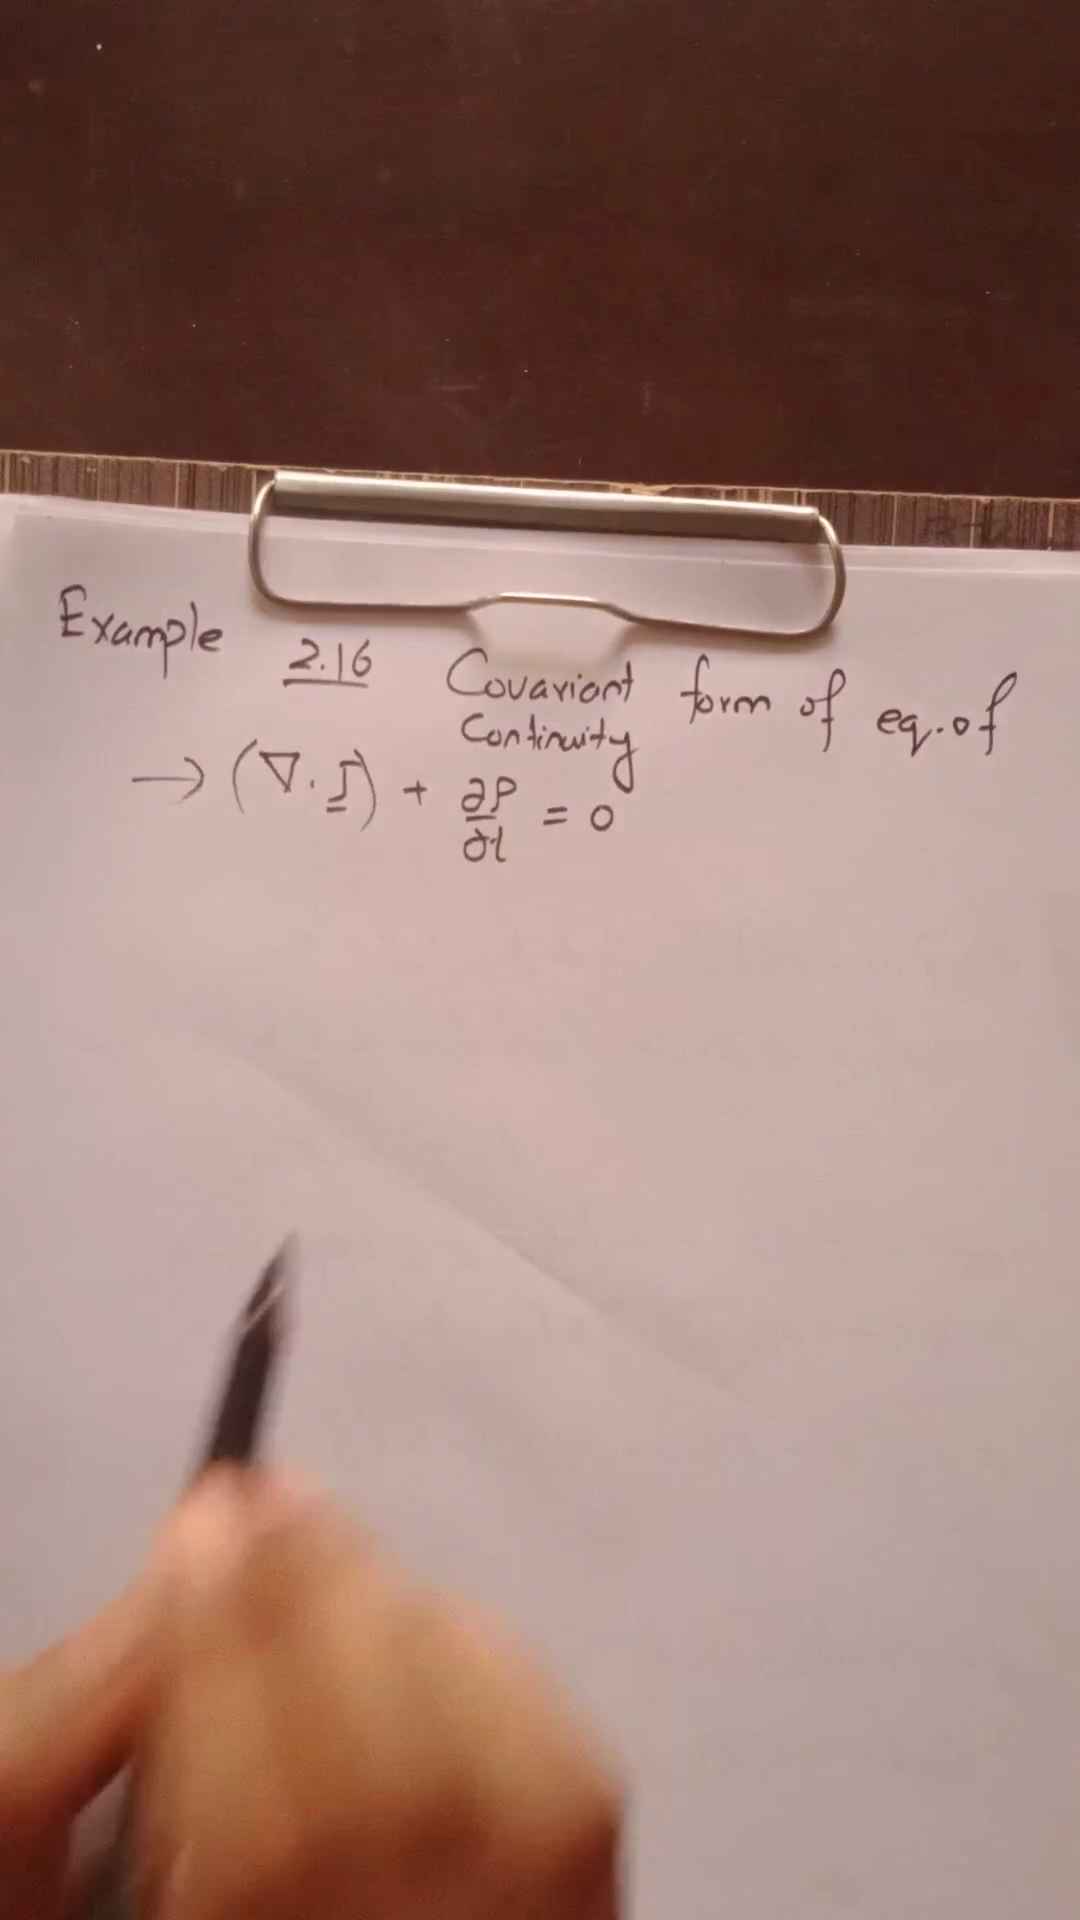 Example 2.16 Covariant form of eq. of
Continuity
→ (∇. J) + ∂ρ/∂t = 0